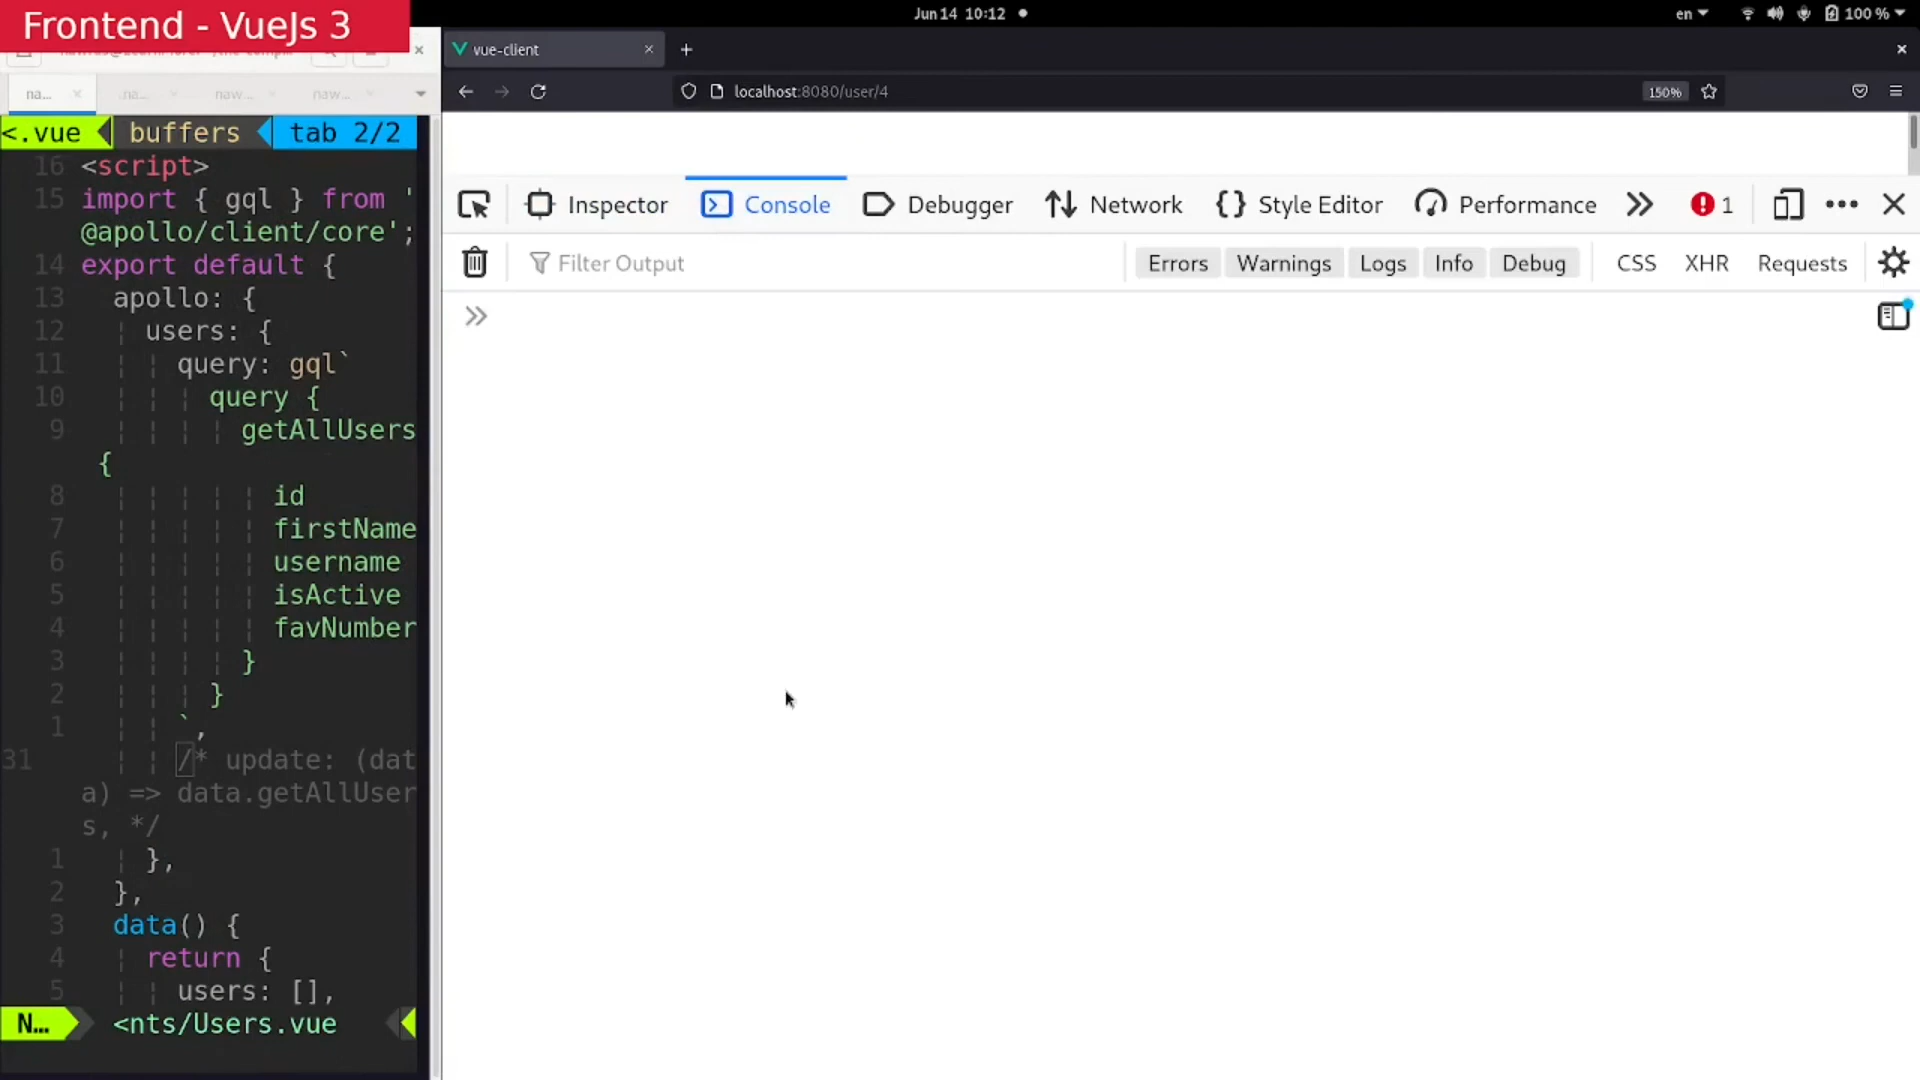 Frontend - VueJs 3
Jun 14 10:12
en
100 %
na...
na...
naw...
naw...
vue-client
localhost:8080/user/4
150%
<.vue buffers tab 2/2
16 <script>
15 import { gql } from '
@apollo/client/core';
14 export default {
13 apollo: {
12 users: {
11 query: gql`
10 query {
9 getAllUsers
{
8 id
7 firstName
6 username
5 isActive
4 favNumber
3 }
2 }
1 `,
31 /* update: (dat
a) => data.getAllUser
s, */
1 },
2 },
3 data() {
4 return {
5 users: [],
N... <nts/Users.vue
Inspector Console Debugger Network Style Editor Performance 1
Filter Output
Errors Warnings Logs Info Debug CSS XHR Requests